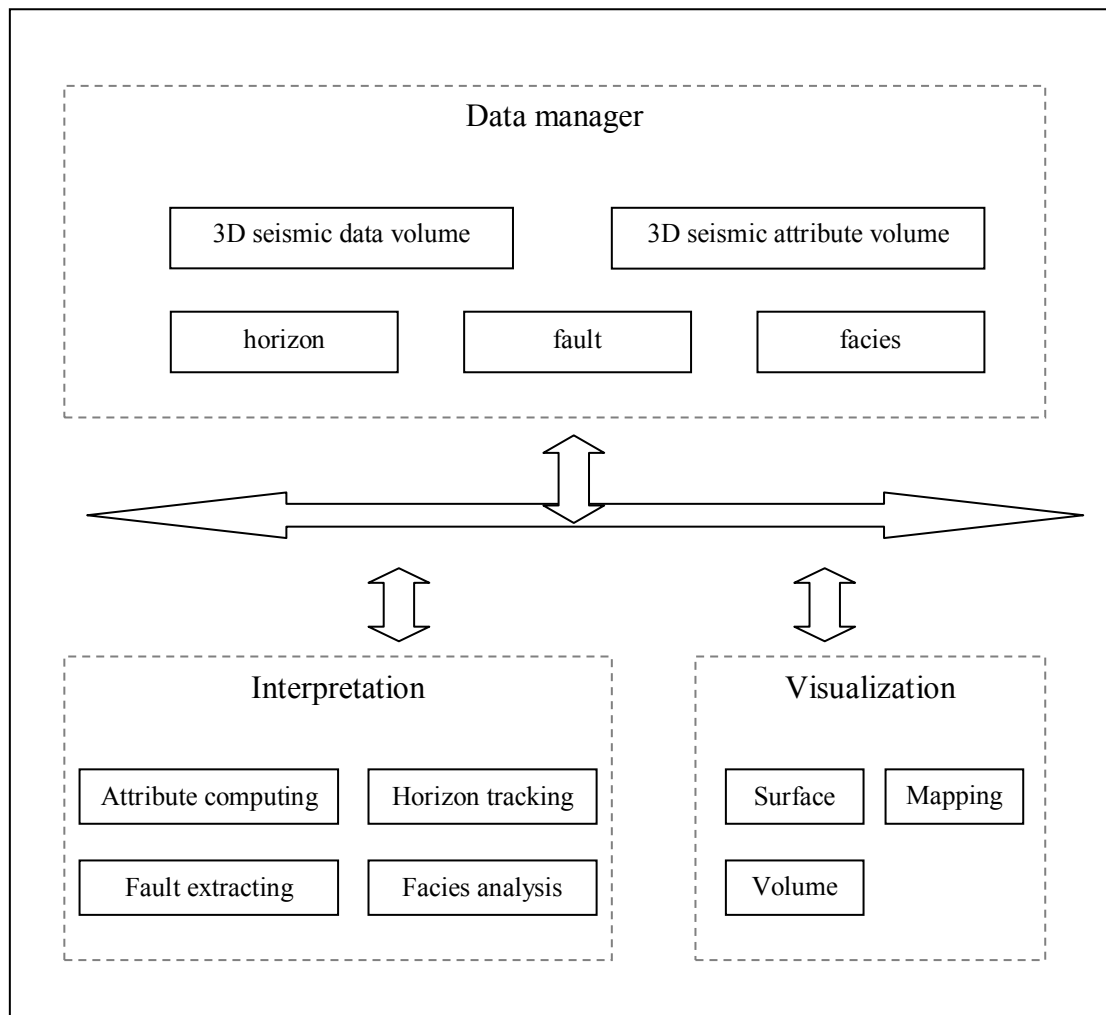 Data manager
3D seismic data volume
3D seismic attribute volume
horizon
fault
facies
Interpretation
Visualization
Attribute computing
Horizon tracking
Surface
Mapping
Fault extracting
Facies analysis
Volume